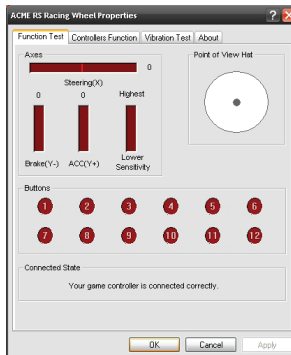 ACME RS Racing Wheel Properties
Function Test Controllers Function Vibration Test About
Axes
Point of View Hat
0
Steering(X)
0 0 Highest
Brake(Y-) ACC(Y+) Lower
Sensitivity
Buttons
1 2 3 4 5 6
7 8 9 10 11 12
Connected State
Your game controller is connected correctly.
OK Cancel Apply